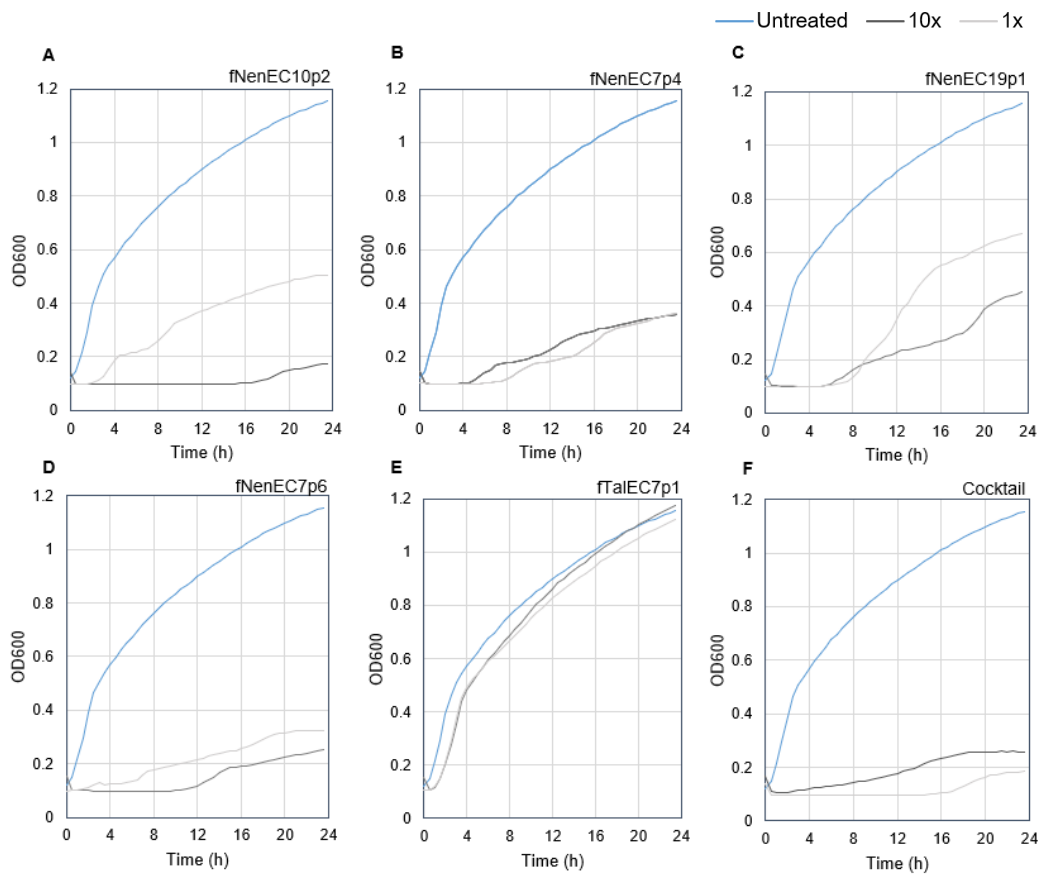 Untreated 10x 1x
A
fNenEC10p2
1.2
1
0.8
0.6
0.4
0.2
0
OD600
0 4 8 12 16 20 24
Time (h)
B
fNenEC7p4
1.2
1
0.8
0.6
0.4
0.2
0
OD600
0 4 8 12 16 20 24
Time (h)
C
fNenEC19p1
1.2
1
0.8
0.6
0.4
0.2
0
OD600
0 4 8 12 16 20 24
Time (h)
D
fNenEC7p6
1.2
1
0.8
0.6
0.4
0.2
0
OD600
0 4 8 12 16 20 24
Time (h)
E
fTalEC7p1
1.2
1
0.8
0.6
0.4
0.2
0
OD600
0 4 8 12 16 20 24
Time (h)
F
Cocktail
1.2
1
0.8
0.6
0.4
0.2
0
OD600
0 4 8 12 16 20 24
Time (h)